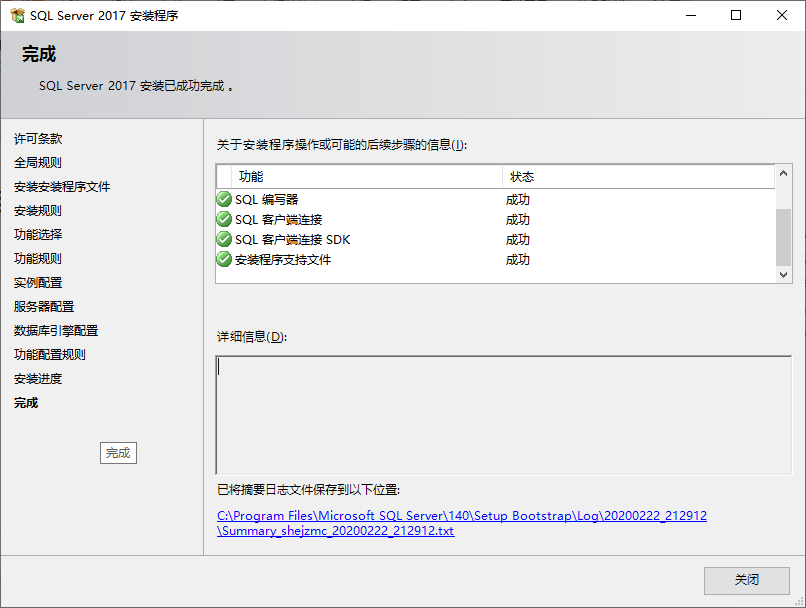 SQL Server 2017 安装程序
完成
SQL Server 2017 安装已成功完成 。
许可条款
全局规则
安装安装程序文件
安装规则
功能选择
功能规则
实例配置
服务器配置
数据库引擎配置
功能配置规则
安装进度
完成
完成
关于安装程序操作或可能的后续步骤的信息(I):
功能 状态
SQL 编写器 成功
SQL 客户端连接 成功
SQL 客户端连接 SDK 成功
安装程序支持文件 成功
详细信息(D):
已将摘要日志文件保存到以下位置:
C:\Program Files\Microsoft SQL Server\140\Setup Bootstrap\Log\20200222_212912
\Summary_shejzmc_20200222_212912.txt
关闭